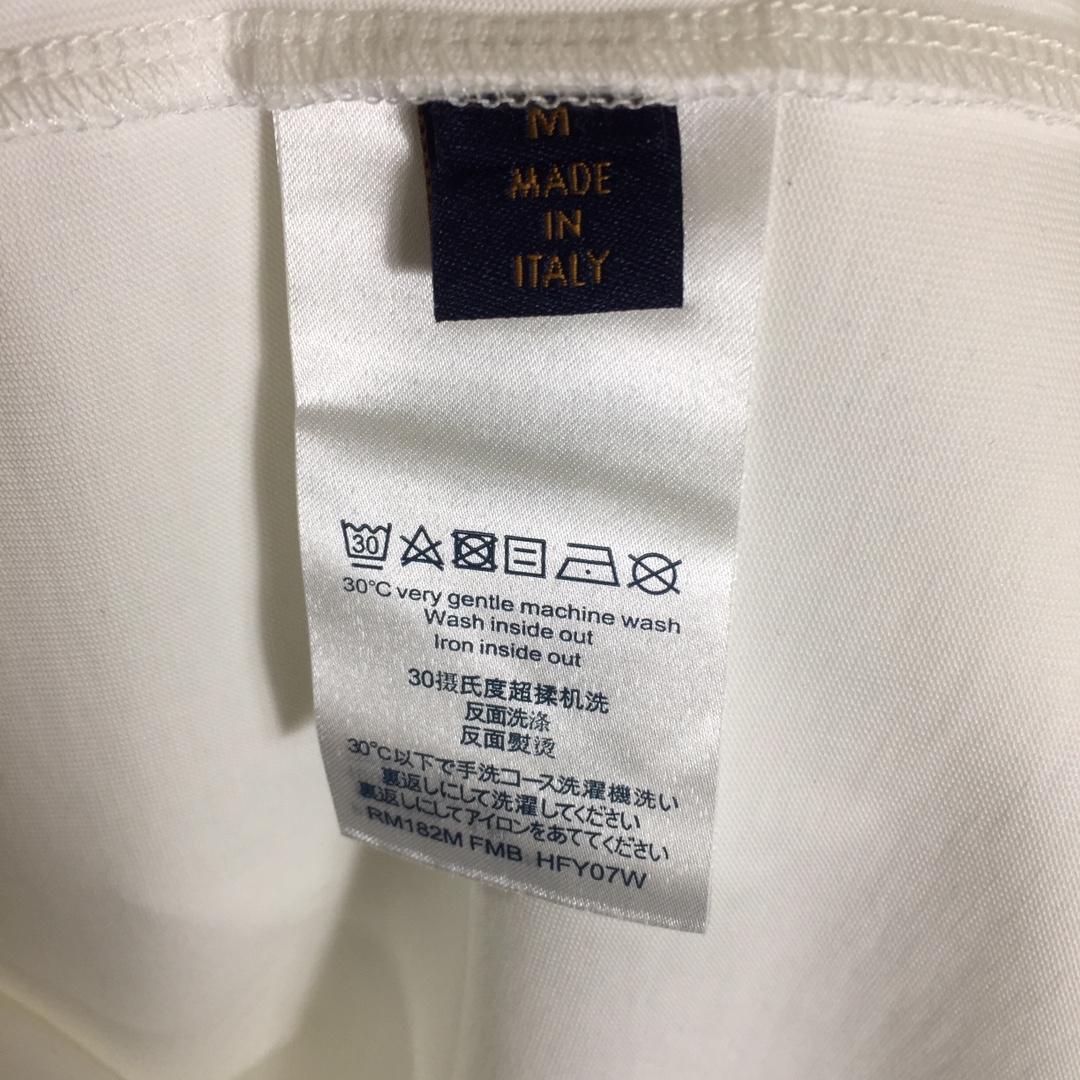 M
MADE
IN
ITALY
30
30°C very gentle machine wash
Wash inside out
Iron inside out
30摄氏度超揉机洗
反面洗涤
反面熨烫
30°C以下で手洗コース洗濯機洗い
裏返しにして洗濯してください
裏返しにしてアイロンをあててください
RM182M FMB HFY07W